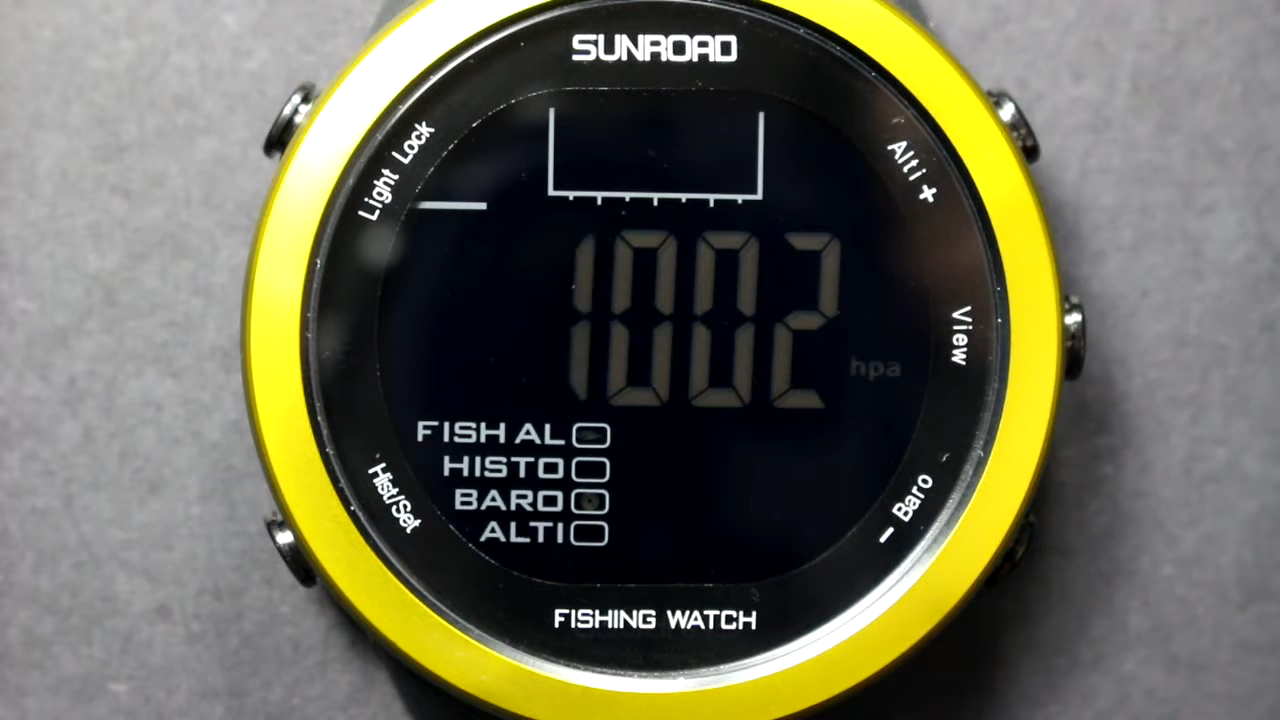 SUNROAD
Light Lock
Alti +
1002
hpa
View
FISH AL
HISTO
BARO
ALTI
Hist/Set
- Baro
FISHING WATCH